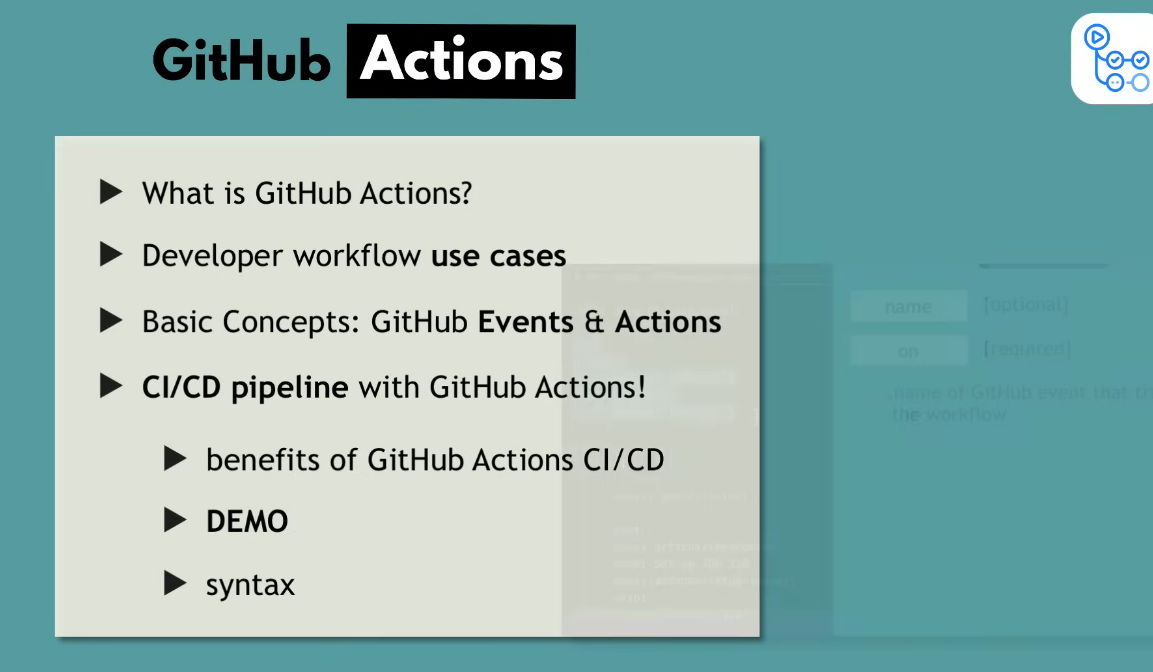 GitHub Actions
What is GitHub Actions?
Developer workflow use cases
Basic Concepts: GitHub Events & Actions
CI/CD pipeline with GitHub Actions!
benefits of GitHub Actions CI/CD
DEMO
syntax
name [optional]
on [required]
name of GitHub event that
the workflow